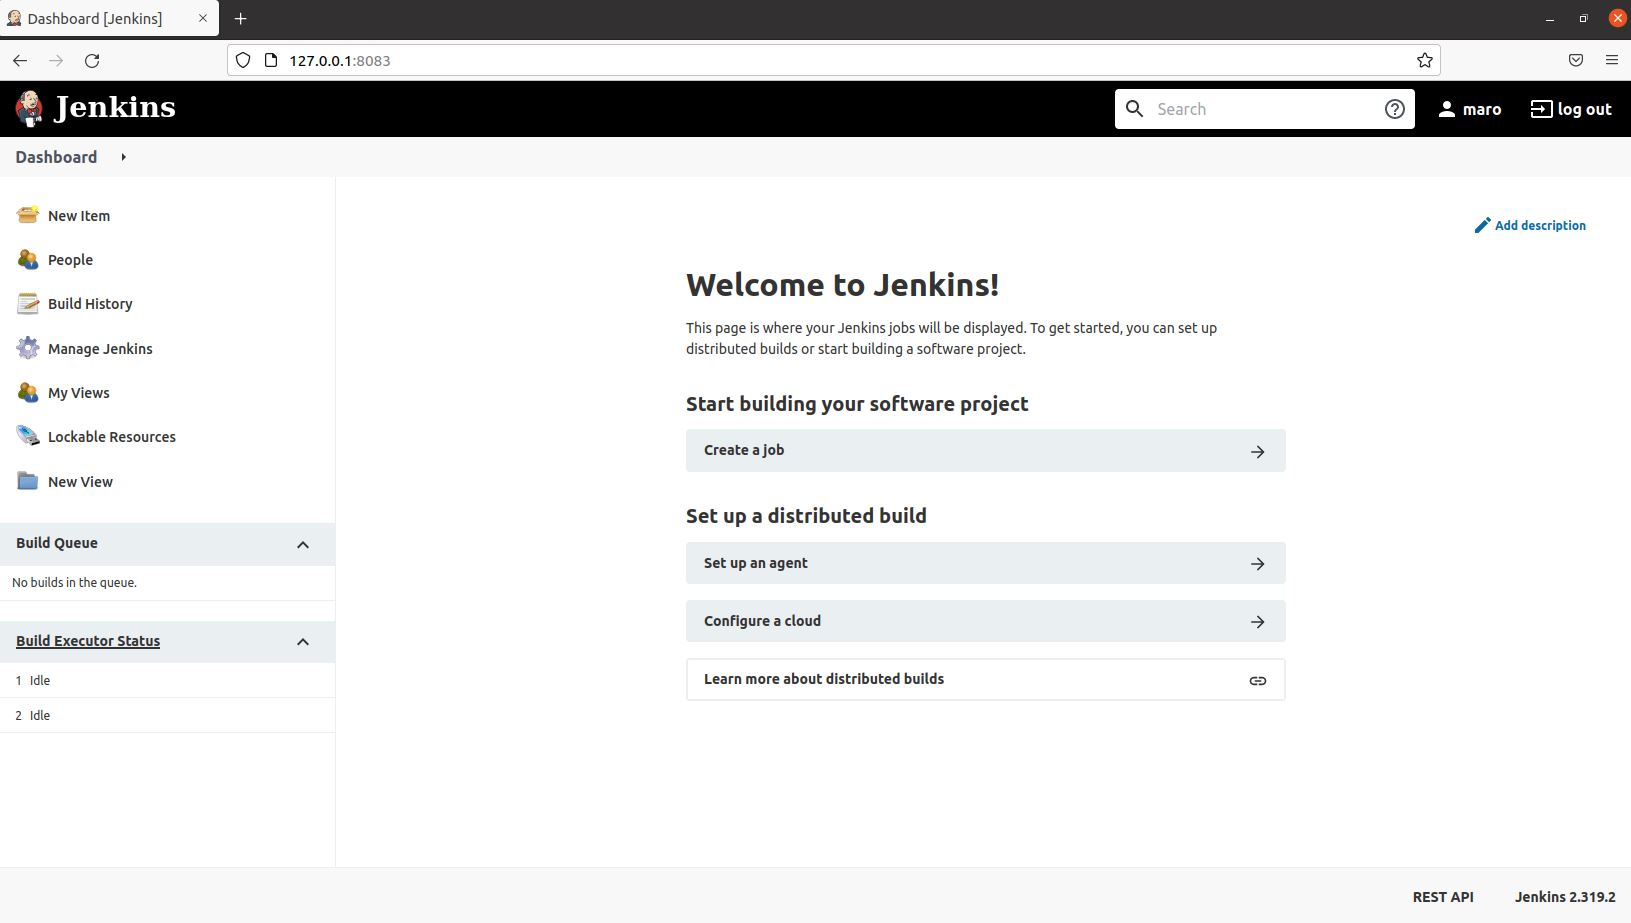 Dashboard [Jenkins]
127.0.0.1:8083
Jenkins
Search
maro
log out
Dashboard
New Item
People
Build History
Manage Jenkins
My Views
Lockable Resources
New View
Build Queue
No builds in the queue.
Build Executor Status
1 Idle
2 Idle
Add description
Welcome to Jenkins!
This page is where your Jenkins jobs will be displayed. To get started, you can set up
distributed builds or start building a software project.
Start building your software project
Create a job
Set up a distributed build
Set up an agent
Configure a cloud
Learn more about distributed builds
REST API
Jenkins 2.319.2